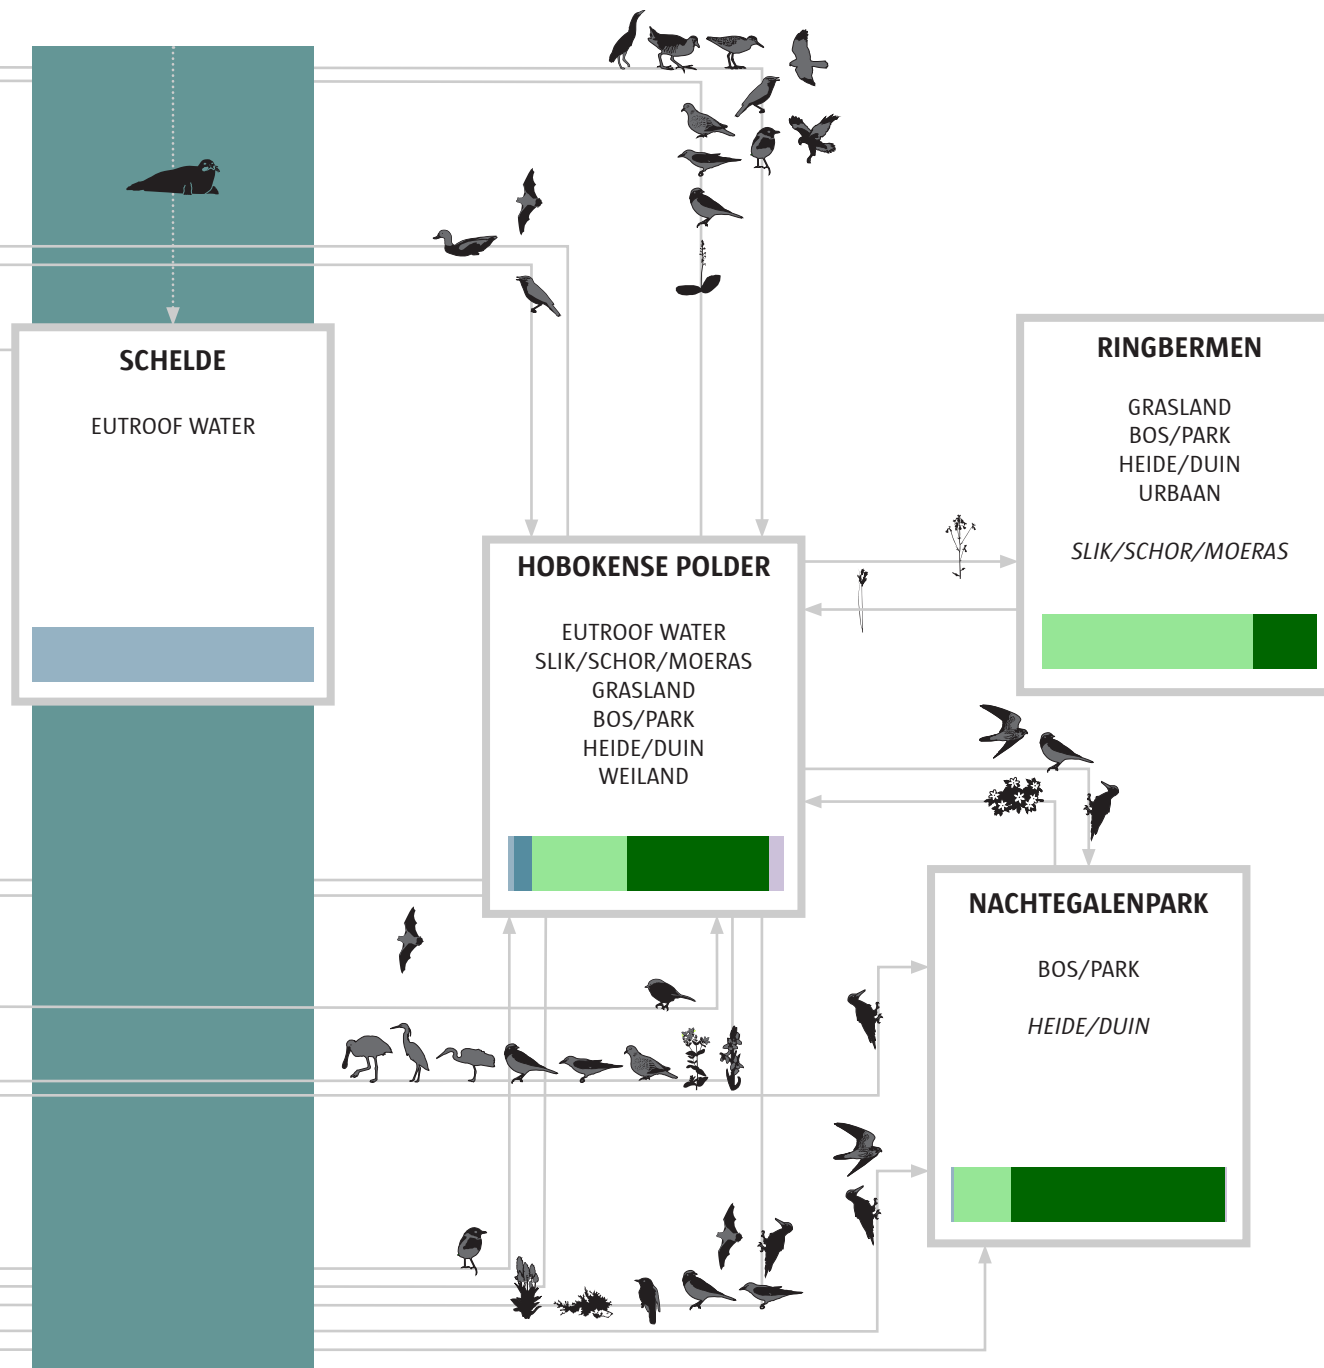 SCHELDE
EUTROOF WATER
RINGBERMEN
GRASLAND
BOS/PARK
HEIDE/DUIN
URBAAN
SLIK/SCHOR/MOERAS
HOBOKENSE POLDER
EUTROOF WATER
SLIK/SCHOR/MOERAS
GRASLAND
BOS/PARK
HEIDE/DUIN
WEILAND
NACHTEGALENPARK
BOS/PARK
HEIDE/DUIN